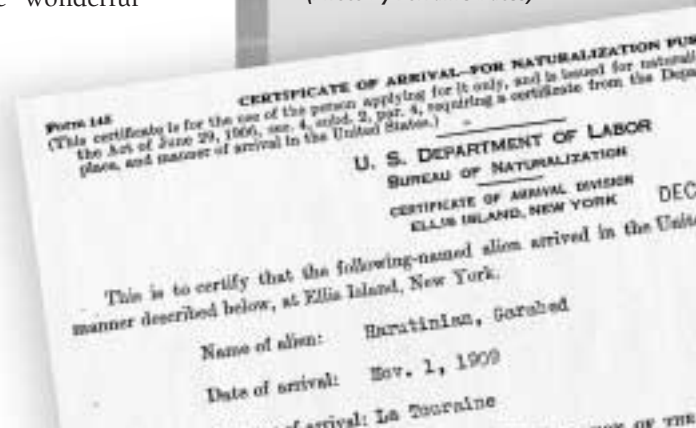 wonderful
CERTIFICATE OF ARRIVAL—FOR NATURALIZATION
Form 145
(This certificate is for the use of the person applying for it only, and is issued for
the Act of June 29, 1906, sec. 4, subd. 2, par. 4, requiring a certificate from the
place, and manner of arrival in the United States.)
U. S. DEPARTMENT OF LABOR
BUREAU OF NATURALIZATION
CERTIFICATE OF ARRIVAL DIVISION
ELLIS ISLAND, NEW YORK DEC
This is to certify that the following-named alien arrived in the
manner described below, at Ellis Island, New York.
Name of alien: Harutinian, Garabed
Date of arrival: Nov. 1, 1909
of arrival: La Touraine
OF THE